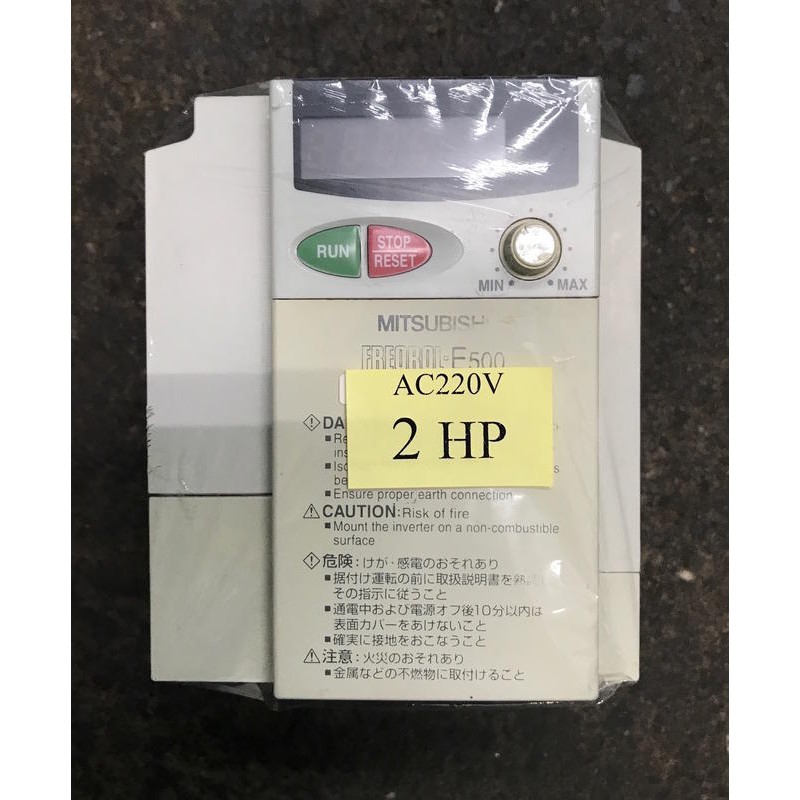 RUN
STOP
RESET
MIN
MAX
MITSUBISH
FREQROL-E500
AC220V
2 HP
DA
Re
ins
Iso
s
be
Ensure proper earth connection
CAUTION:Risk of fire
Mount the inverter on a non-combustible
surface
危険:けが・感電のおそれあり
据付け運転の前に取扱説明書を熟
その指示に従うこと
通電中および電源オフ後10分以内は
表面カバーをあけないこと
確実に接地をおこなうこと
注意:火災のおそれあり
金属などの不燃物に取付けること